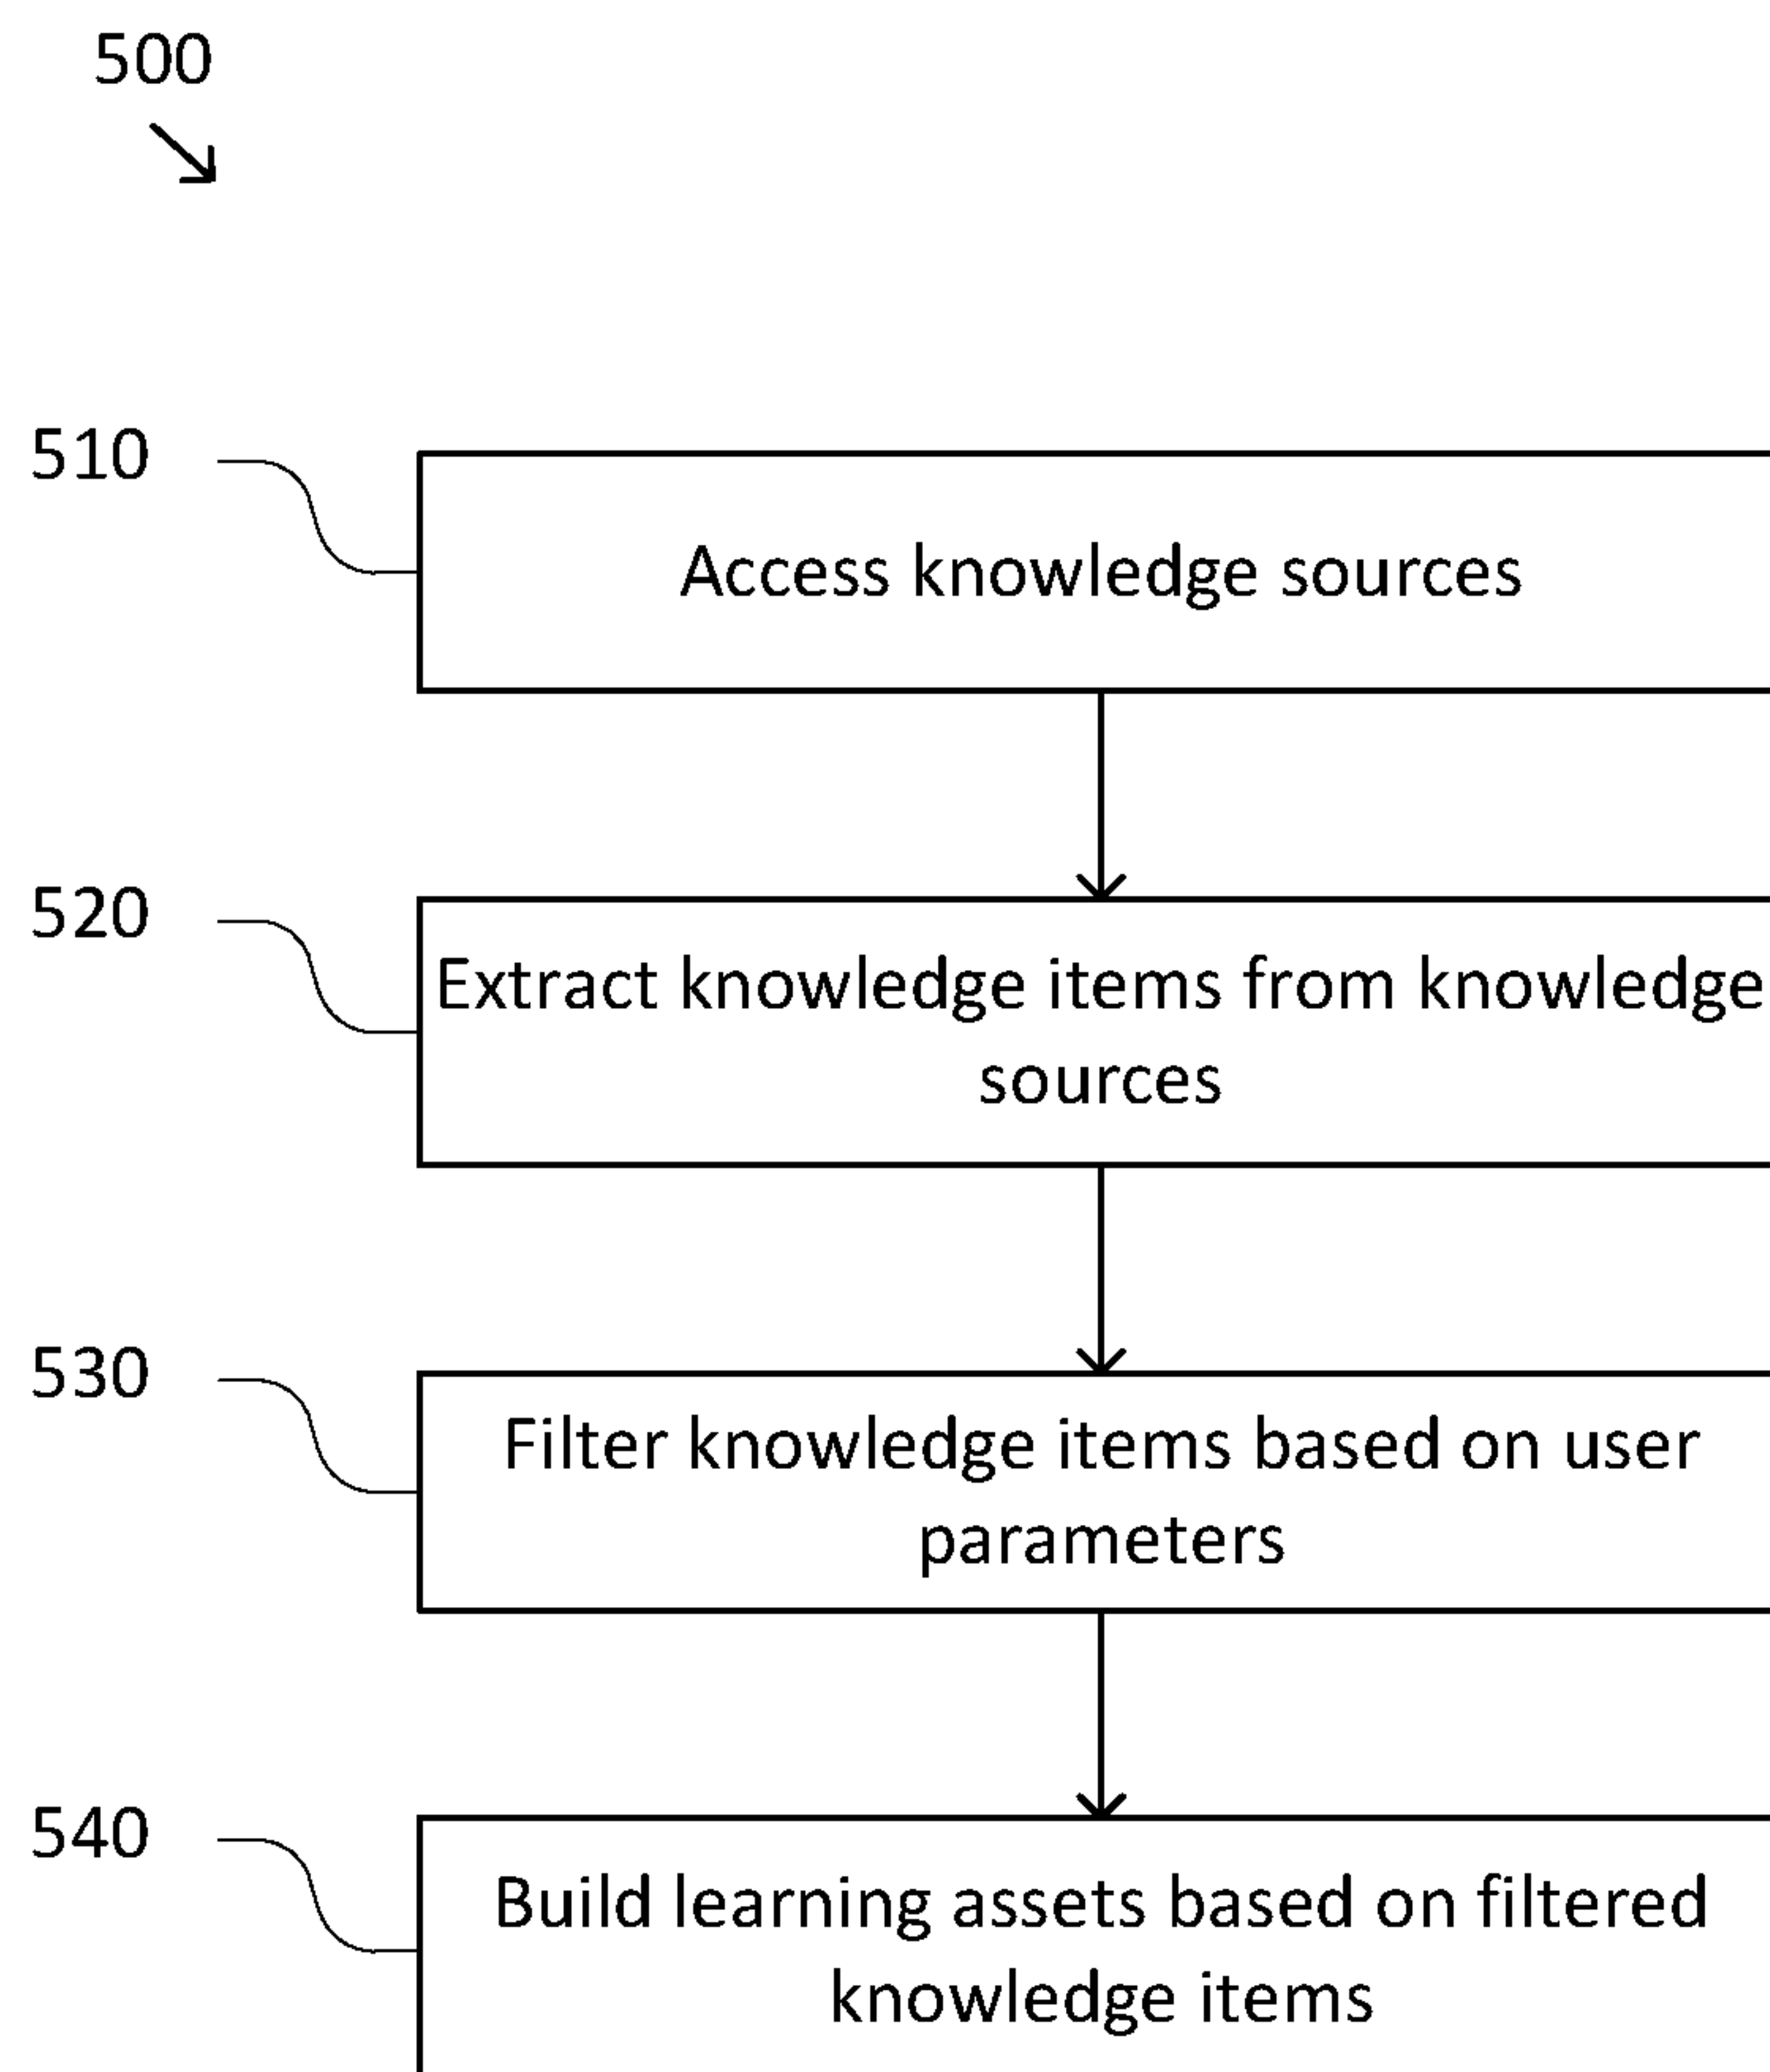 500
510
Access knowledge sources
520
Extract knowledge items from knowledge
sources
530
Filter knowledge items based on user
parameters
540
Build learning assets based on filtered
knowledge items